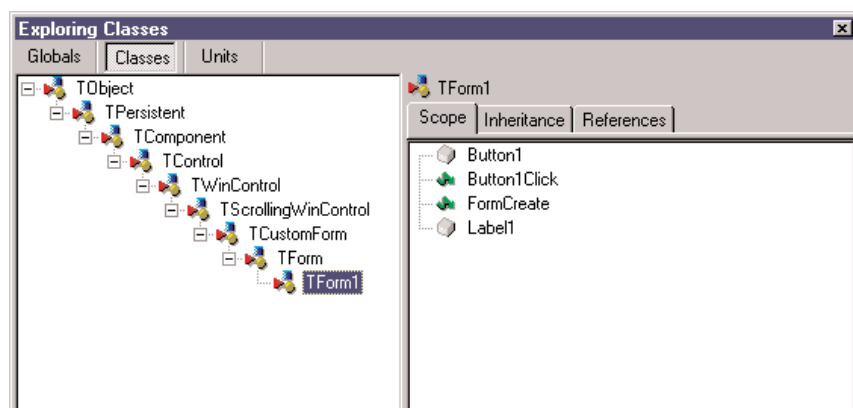 Exploring Classes
Globals Classes Units
TObject
TPersistent
TComponent
TControl
TWinControl
TScrollingWinControl
TCustomForm
TForm
TForm1
TForm1
Scope Inheritance References
Button1
Button1Click
FormCreate
Label1